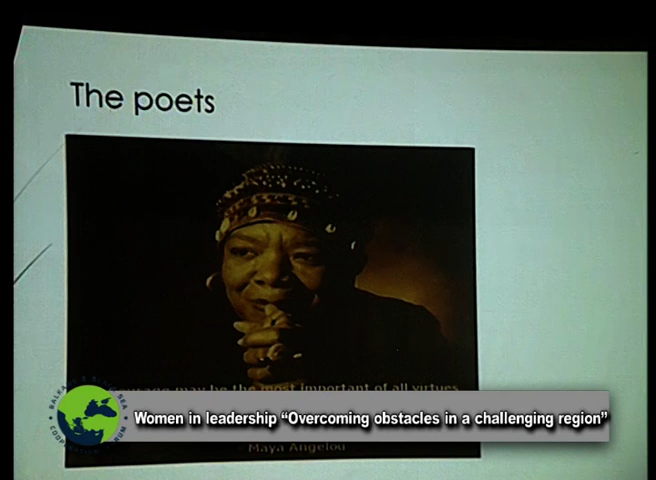 The poets
Courage may be the most important of all virtues
Women in leadership “Overcoming obstacles in a challenging region”
Maya Angelou